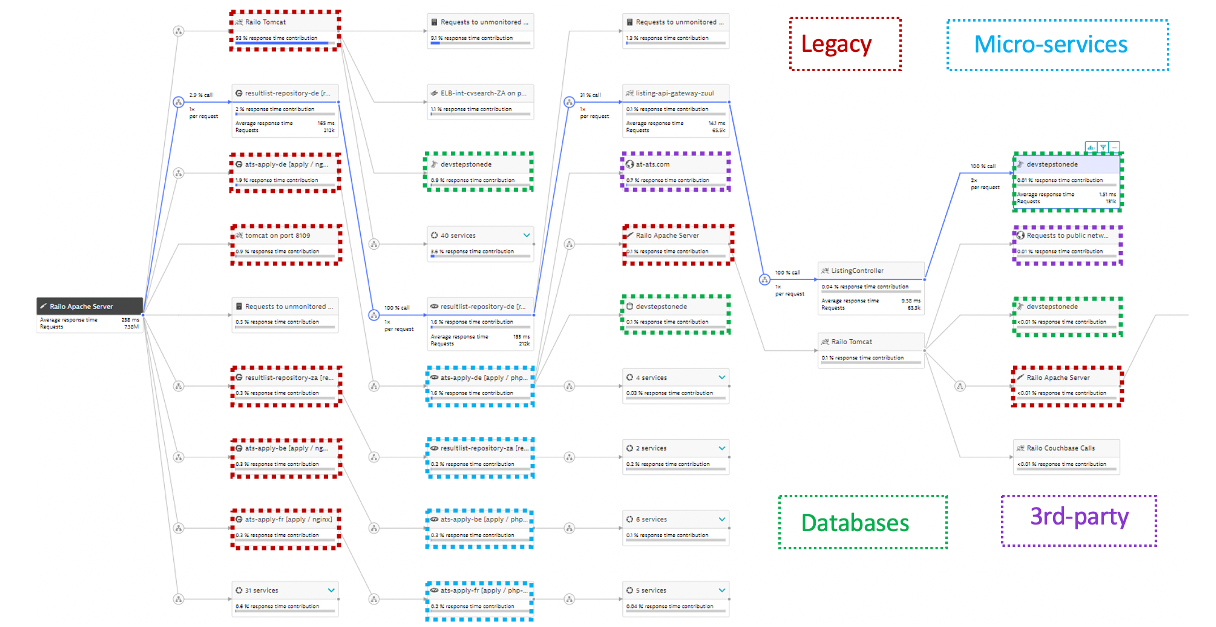 Railo Apache Server
Average response time 258 ms
Requests 7.36M
Railo Tomcat
93 % response time contribution
2.9 % call
1x
per request
resultlist-repository-de [r...
2 % response time contribution
Average response time 165 ms
Requests 212k
ats-apply-de [apply / ng...
1.9 % response time contribution
tomcat on port 8109
0.9 % response time contribution
Requests to unmonitored ...
0.5 % response time contribution
resultlist-repository-za [re...
0.3 % response time contribution
ats-apply-be [apply / ng...
0.3 % response time contribution
ats-apply-fr [apply / nginx]
0.3 % response time contribution
31 services
0.4 % response time contribution
Requests to unmonitored ...
9.1 % response time contribution
ELB-int-cvsearch-ZA on p...
1.1 % response time contribution
devstepstonede
0.9 % response time contribution
40 services
3.6 % response time contribution
100 % call
1x
per request
resultlist-repository-de [r...
1.6 % response time contribution
Average response time 155 ms
Requests 212k
ats-apply-de [apply / php...
1.5 % response time contribution
resultlist-repository-za [re...
0.2 % response time contribution
ats-apply-be [apply / php...
0.3 % response time contribution
ats-apply-fr [apply / php-...
0.3 % response time contribution
Requests to unmonitored ...
1.3 % response time contribution
31 % call
1x
per request
listing-api-gateway-zuul
0.1 % response time contribution
Average response time 14.1 ms
Requests 65.5k
at-ats.com
0.7 % response time contribution
Railo Apache Server
0.1 % response time contribution
devstepstonede
0.1 % response time contribution
4 services
0.03 % response time contribution
2 services
0.2 % response time contribution
6 services
0.1 % response time contribution
5 services
0.04 % response time contribution
100 % call
1x
per request
ListingController
0.04 % response time contribution
Average response time 9.35 ms
Requests 63.9k
Railo Tomcat
0.1 % response time contribution
100 % call
2x
per request
devstepstonede
0.01 % response time contribution
Average response time 1.51 ms
Requests 181k
Requests to public netw...
0.01 % response time contribution
devstepstonede
<0.01 % response time contribution
Railo Apache Server
<0.01 % response time contribution
Railo Couchbase Calls
<0.01 % response time contribution
Legacy
Micro-services
Databases
3rd-party